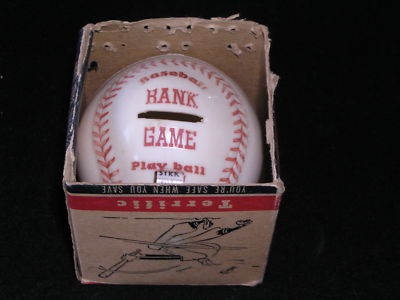 Baseball
BANK
GAME
Play ball
YOU'RE SAFE WHEN YOU SAVE
Terrific